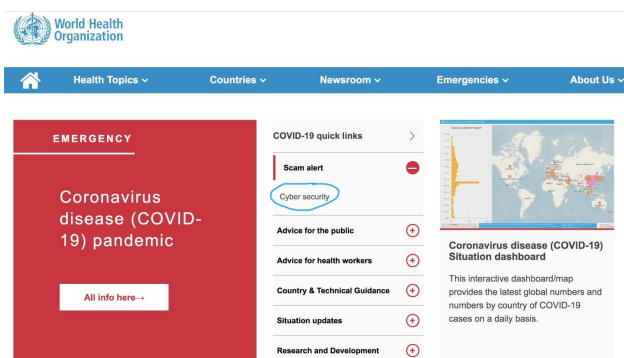 World Health
Organization
Health Topics
Countries
Newsroom
Emergencies
About Us
EMERGENCY
Coronavirus
disease (COVID-
19) pandemic
All info here→
COVID-19 quick links
Scam alert
Cyber security
Advice for the public
Advice for health workers
Country & Technical Guidance
Situation updates
Research and Development
Coronavirus disease (COVID-19)
Situation dashboard
This interactive dashboard/map
provides the latest global numbers and
numbers by country of COVID-19
cases on a daily basis.